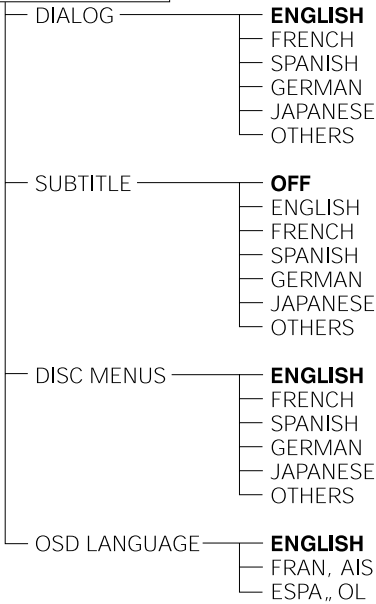 DIALOG ENGLISH
FRENCH
SPANISH
GERMAN
JAPANESE
OTHERS
SUBTITLE OFF
ENGLISH
FRENCH
SPANISH
GERMAN
JAPANESE
OTHERS
DISC MENUS ENGLISH
FRENCH
SPANISH
GERMAN
JAPANESE
OTHERS
OSD LANGUAGE ENGLISH
FRAN, AIS
ESPA„ OL